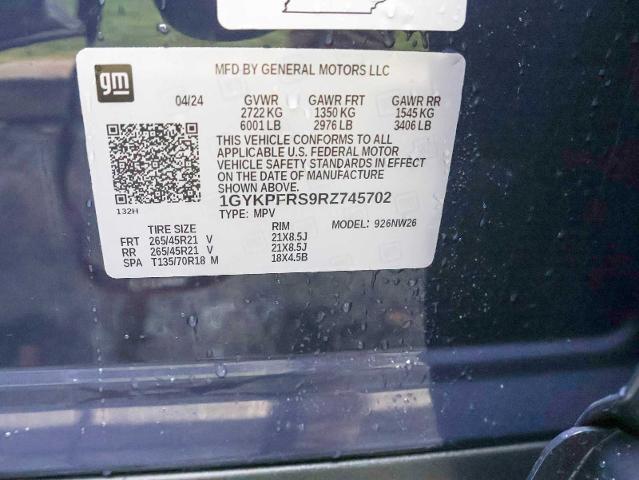 gm
MFD BY GENERAL MOTORS LLC
04/24 GVWR GAWR FRT GAWR RR
2722 KG 1350 KG 1545 KG
6001 LB 2976 LB 3406 LB
THIS VEHICLE CONFORMS TO ALL
APPLICABLE U.S. FEDERAL MOTOR
VEHICLE SAFETY STANDARDS IN EFFECT
ON THE DATE OF MANUFACTURE
SHOWN ABOVE.
132H 1GYKPFRS9RZ745702
TYPE: MPV MODEL: 926NW26
TIRE SIZE RIM
FRT 265/45R21 V 21X8.5J
RR 265/45R21 V 21X8.5J
SPA T135/70R18 M 18X4.5B